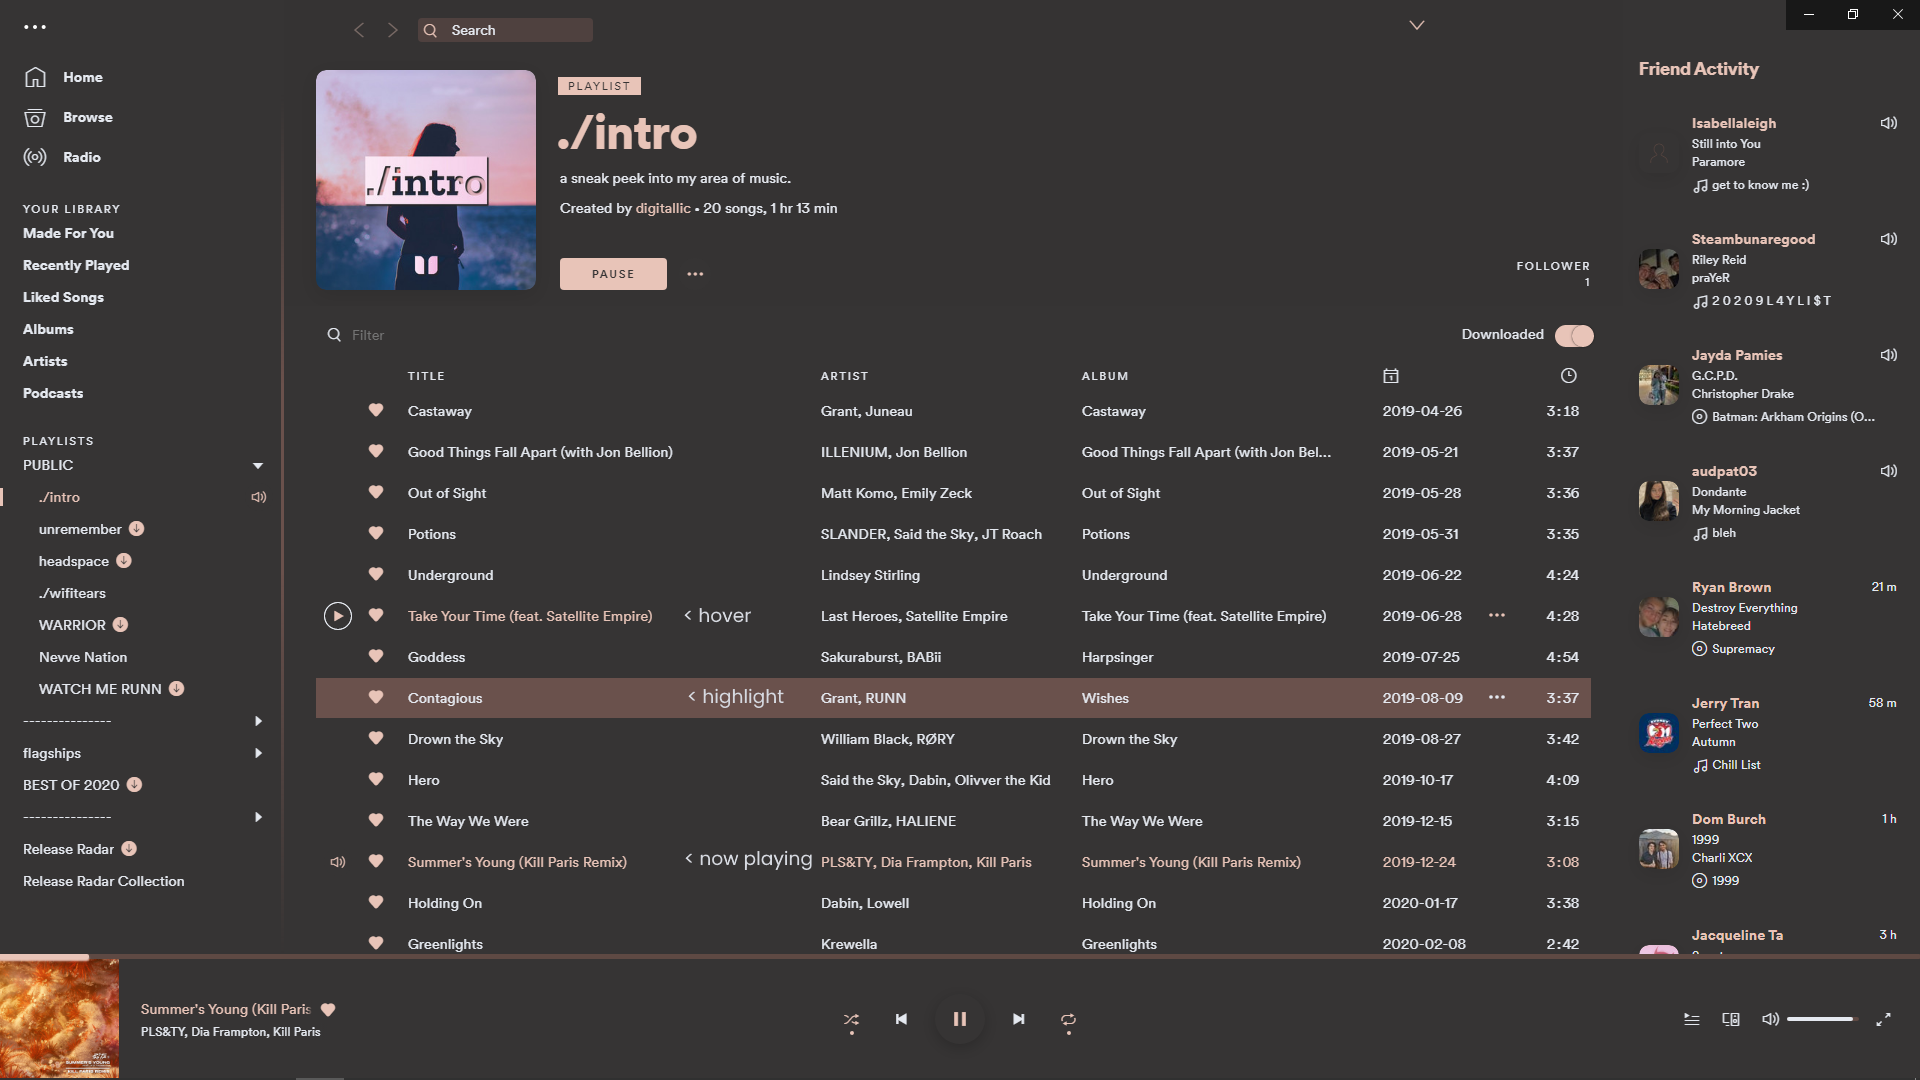 Search
Home
Browse
Radio
YOUR LIBRARY
Made For You
Recently Played
Liked Songs
Albums
Artists
Podcasts
PLAYLISTS
PUBLIC
./intro
unremember
headspace
./wifitears
WARRIOR
Nevve Nation
WATCH ME RUNN
---------------
flagships
BEST OF 2020
---------------
Release Radar
Release Radar Collection
./intro
PLAYLIST
./intro
a sneak peek into my area of music.
Created by digitallic • 20 songs, 1 hr 13 min
PAUSE
FOLLOWER
1
Filter
Downloaded
TITLE ARTIST ALBUM
Castaway Grant, Juneau Castaway 2019-04-26 3:18
Good Things Fall Apart (with Jon Bellion) ILLENIUM, Jon Bellion Good Things Fall Apart (with Jon Bel... 2019-05-21 3:37
Out of Sight Matt Komo, Emily Zeck Out of Sight 2019-05-28 3:36
Potions SLANDER, Said the Sky, JT Roach Potions 2019-05-31 3:35
Underground Lindsey Stirling Underground 2019-06-22 4:24
Take Your Time (feat. Satellite Empire) < hover Last Heroes, Satellite Empire Take Your Time (feat. Satellite Empire) 2019-06-28 4:28
Goddess Sakuraburst, BABii Harpsinger 2019-07-25 4:54
Contagious < highlight Grant, RUNN Wishes 2019-08-09 3:37
Drown the Sky William Black, RØRY Drown the Sky 2019-08-27 3:42
Hero Said the Sky, Dabin, Olivver the Kid Hero 2019-10-17 4:09
The Way We Were Bear Grillz, HALIENE The Way We Were 2019-12-15 3:15
Summer's Young (Kill Paris Remix) < now playing PLS&TY, Dia Frampton, Kill Paris Summer's Young (Kill Paris Remix) 2019-12-24 3:08
Holding On Dabin, Lowell Holding On 2020-01-17 3:38
Greenlights Krewella Greenlights 2020-02-08 2:42
Friend Activity
Isabellaleigh
Still into You
Paramore
get to know me :)
Steambunaregood
Riley Reid
praYeR
2 0 2 0 9 L 4 Y L I $ T
Jayda Pamies
G.C.P.D.
Christopher Drake
Batman: Arkham Origins (O...
audpat03
Dondante
My Morning Jacket
bleh
Ryan Brown 21 m
Destroy Everything
Hatebreed
Supremacy
Jerry Tran 58 m
Perfect Two
Autumn
Chill List
Dom Burch 1 h
1999
Charli XCX
1999
Jacqueline Ta 3 h
Summer's Young (Kill Paris
PLS&TY, Dia Frampton, Kill Paris
SUMMER'S YOUNG